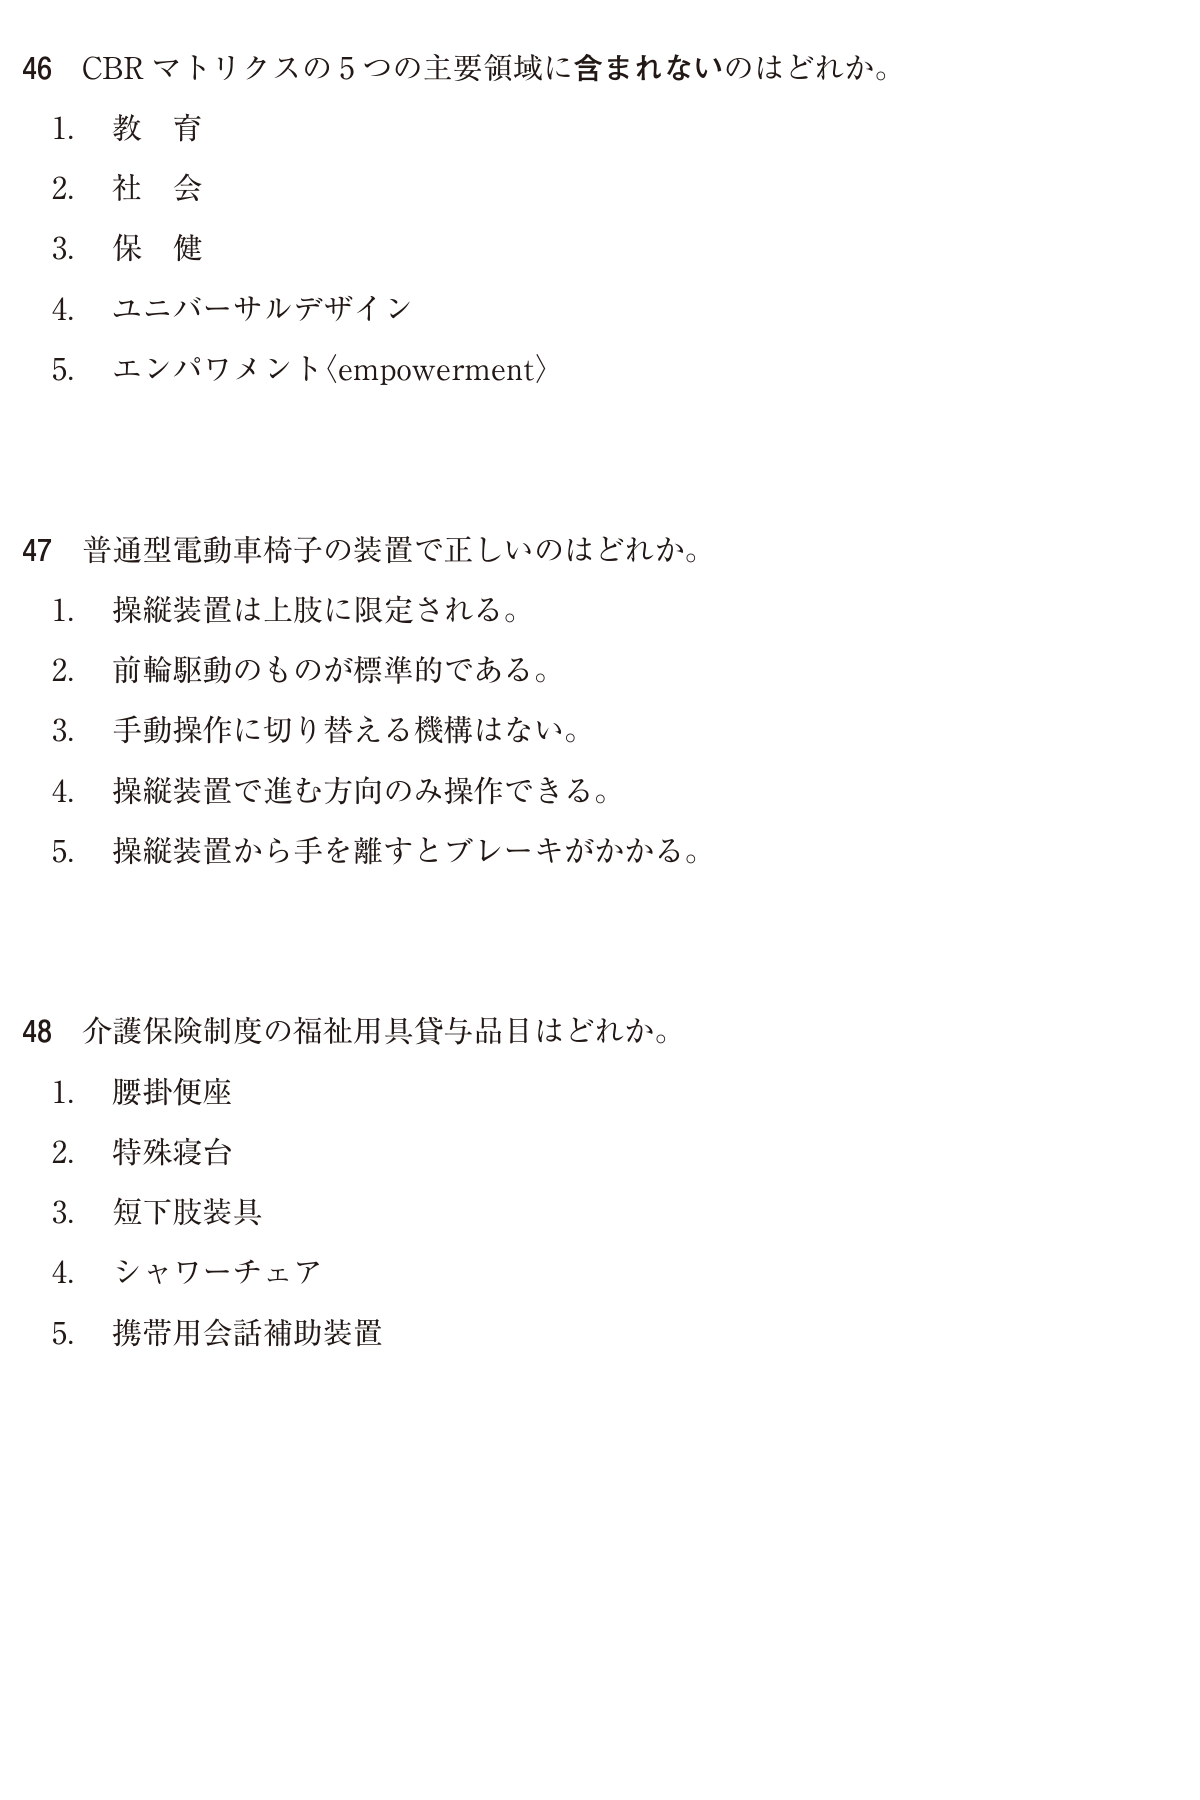 46 CBR マトリクスの 5 つの主要領域に含まれないのはどれか。
1. 教　育
2. 社　会
3. 保　健
4. ユニバーサルデザイン
5. エンパワメント〈empowerment〉
47 普通型電動車椅子の装置で正しいのはどれか。
1. 操縦装置は上肢に限定される。
2. 前輪駆動のものが標準的である。
3. 手動操作に切り替える機構はない。
4. 操縦装置で進む方向のみ操作できる。
5. 操縦装置から手を離すとブレーキがかかる。
48 介護保険制度の福祉用具貸与品目はどれか。
1. 腰掛便座
2. 特殊寝台
3. 短下肢装具
4. シャワーチェア
5. 携帯用会話補助装置